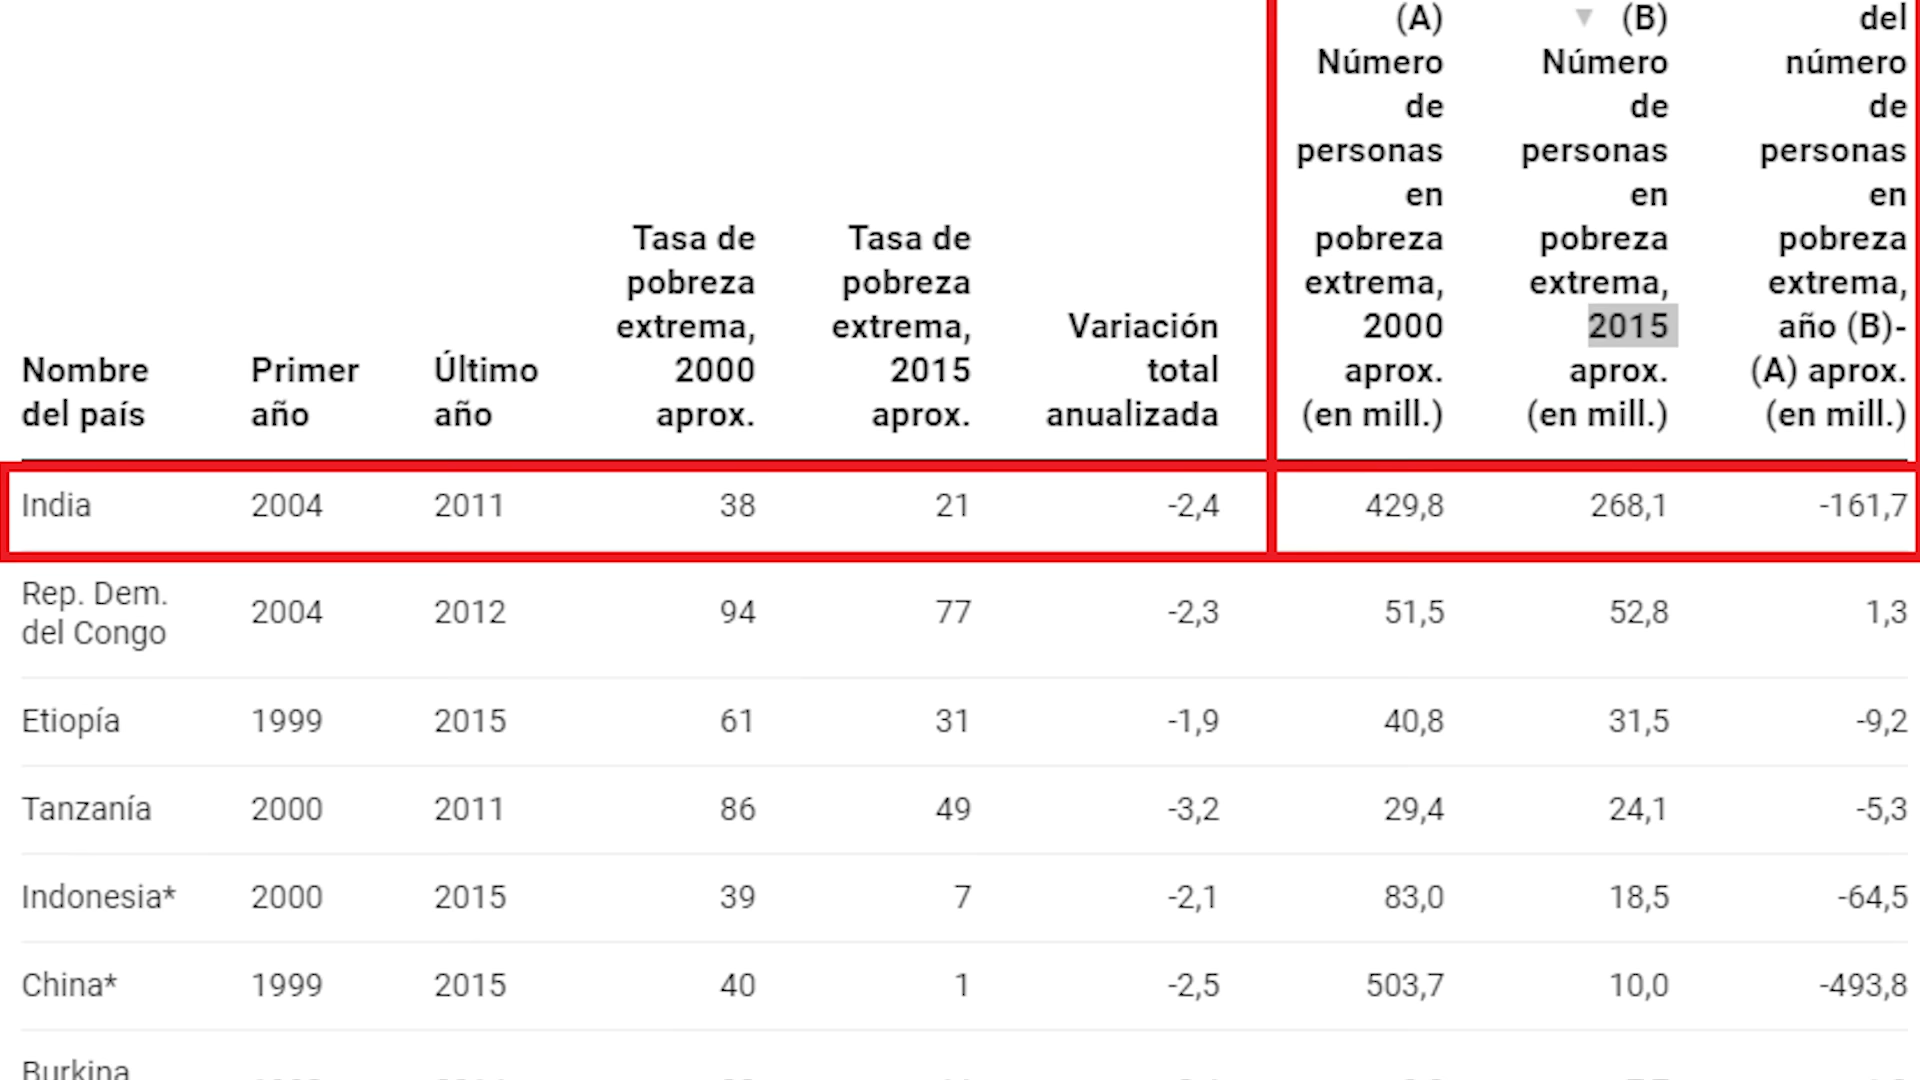 Nombre del país
Primer año
Último año
Tasa de pobreza extrema, 2000 aprox.
Tasa de pobreza extrema, 2015 aprox.
Variación total anualizada
(A) Número de personas en pobreza extrema, 2000 aprox. (en mill.)
▼ (B) Número de personas en pobreza extrema, 2015 aprox. (en mill.)
del número de personas en pobreza extrema, año (B)-(A) aprox. (en mill.)
India 2004 2011 38 21 -2,4 429,8 268,1 -161,7
Rep. Dem. del Congo 2004 2012 94 77 -2,3 51,5 52,8 1,3
Etiopía 1999 2015 61 31 -1,9 40,8 31,5 -9,2
Tanzanía 2000 2011 86 49 -3,2 29,4 24,1 -5,3
Indonesia* 2000 2015 39 7 -2,1 83,0 18,5 -64,5
China* 1999 2015 40 1 -2,5 503,7 10,0 -493,8
Burkina